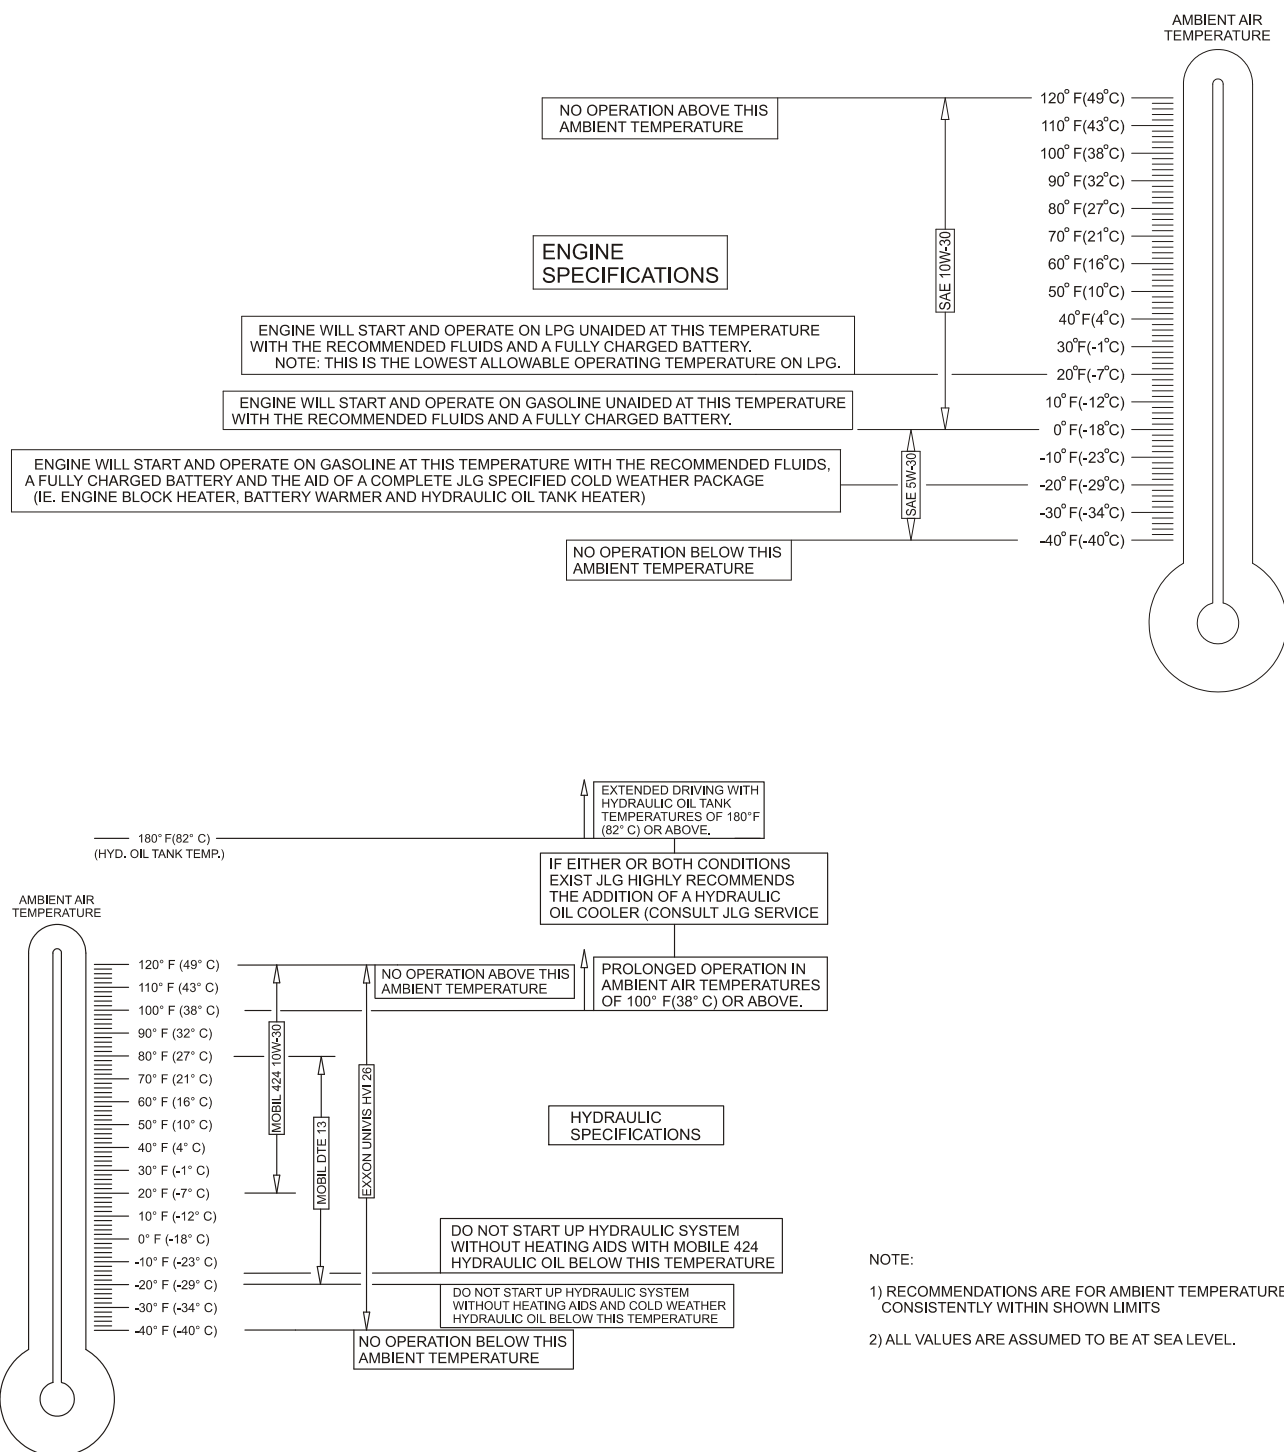 AMBIENT AIR
TEMPERATURE
NO OPERATION ABOVE THIS
AMBIENT TEMPERATURE
120° F(49°C)
110° F(43°C)
100° F(38°C)
90° F(32°C)
80° F(27°C)
70° F(21°C)
60° F(16°C)
50° F(10°C)
40°F(4°C)
30°F(-1°C)
20°F(-7°C)
10° F(-12°C)
0° F(-18°C)
-10° F(-23°C)
-20° F(-29°C)
-30° F(-34°C)
-40° F(-40°C)
SAE 10W-30
SAE 5W-30
ENGINE
SPECIFICATIONS
ENGINE WILL START AND OPERATE ON LPG UNAIDED AT THIS TEMPERATURE
WITH THE RECOMMENDED FLUIDS AND A FULLY CHARGED BATTERY.
NOTE: THIS IS THE LOWEST ALLOWABLE OPERATING TEMPERATURE ON LPG.
ENGINE WILL START AND OPERATE ON GASOLINE UNAIDED AT THIS TEMPERATURE
WITH THE RECOMMENDED FLUIDS AND A FULLY CHARGED BATTERY.
ENGINE WILL START AND OPERATE ON GASOLINE AT THIS TEMPERATURE WITH THE RECOMMENDED FLUIDS,
A FULLY CHARGED BATTERY AND THE AID OF A COMPLETE JLG SPECIFIED COLD WEATHER PACKAGE
(IE. ENGINE BLOCK HEATER, BATTERY WARMER AND HYDRAULIC OIL TANK HEATER)
NO OPERATION BELOW THIS
AMBIENT TEMPERATURE
EXTENDED DRIVING WITH
HYDRAULIC OIL TANK
TEMPERATURES OF 180°F
(82° C) OR ABOVE.
180° F(82° C)
(HYD. OIL TANK TEMP.)
IF EITHER OR BOTH CONDITIONS
EXIST JLG HIGHLY RECOMMENDS
THE ADDITION OF A HYDRAULIC
OIL COOLER (CONSULT JLG SERVICE
AMBIENT AIR
TEMPERATURE
120° F (49° C)
110° F (43° C)
100° F (38° C)
90° F (32° C)
80° F (27° C)
70° F (21° C)
60° F (16° C)
50° F (10° C)
40° F (4° C)
30° F (-1° C)
20° F (-7° C)
10° F (-12° C)
0° F (-18° C)
-10° F (-23° C)
-20° F (-29° C)
-30° F (-34° C)
-40° F (-40° C)
MOBIL 424 10W-30
MOBIL DTE 13
EXXON UNIVIS HVI 26
NO OPERATION ABOVE THIS
AMBIENT TEMPERATURE
PROLONGED OPERATION IN
AMBIENT AIR TEMPERATURES
OF 100° F(38° C) OR ABOVE.
HYDRAULIC
SPECIFICATIONS
DO NOT START UP HYDRAULIC SYSTEM
WITHOUT HEATING AIDS WITH MOBILE 424
HYDRAULIC OIL BELOW THIS TEMPERATURE
DO NOT START UP HYDRAULIC SYSTEM
WITHOUT HEATING AIDS AND COLD WEATHER
HYDRAULIC OIL BELOW THIS TEMPERATURE
NO OPERATION BELOW THIS
AMBIENT TEMPERATURE
NOTE:
1) RECOMMENDATIONS ARE FOR AMBIENT TEMPERATURE
CONSISTENTLY WITHIN SHOWN LIMITS
2) ALL VALUES ARE ASSUMED TO BE AT SEA LEVEL.